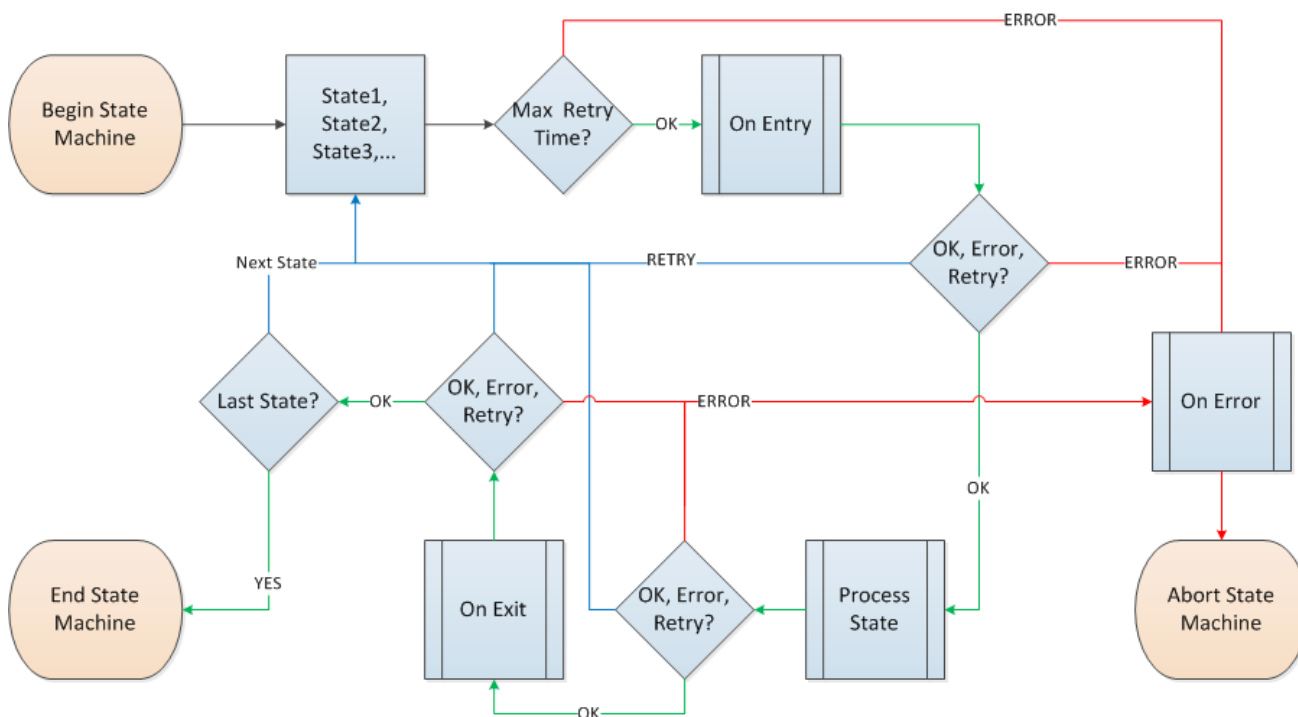 ERROR
Begin State
Machine
State1,
State2,
State3,...
Max Retry
Time?
OK
On Entry
OK, Error,
Retry?
Next State
RETRY
ERROR
Last State?
OK
OK, Error,
Retry?
ERROR
On Error
OK
YES
End State
Machine
On Exit
OK, Error,
Retry?
Process
State
Abort State
Machine
OK